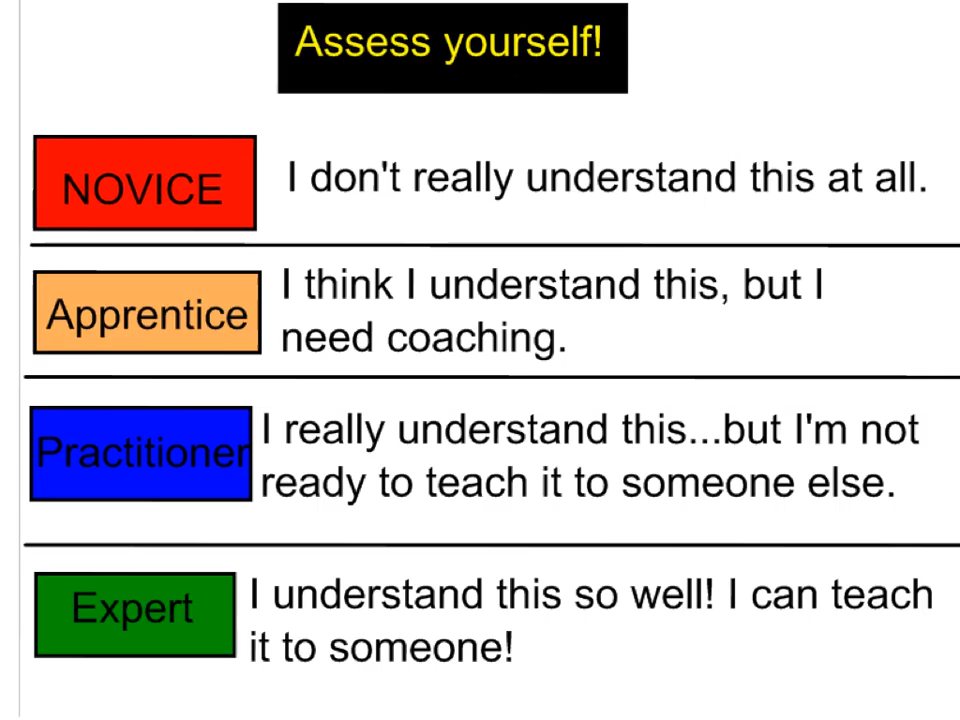 Assess yourself!
NOVICE
I don't really understand this at all.
Apprentice
I think I understand this, but I
need coaching.
Practitioner
I really understand this...but I'm not
ready to teach it to someone else.
Expert
I understand this so well! I can teach
it to someone!